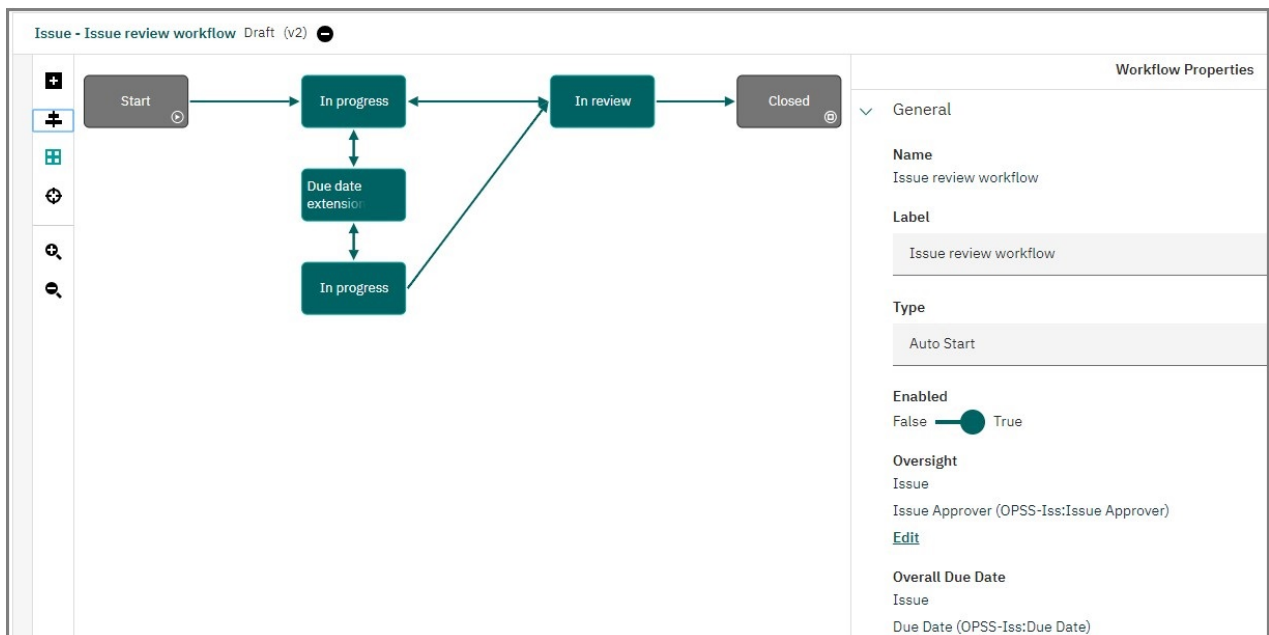 Issue - Issue review workflow Draft (v2)
Start
In progress
In review
Closed
Due date
extension
In progress
Workflow Properties
General
Name
Issue review workflow
Label
Issue review workflow
Type
Auto Start
Enabled
False True
Oversight
Issue
Issue Approver (OPSS-Iss:Issue Approver)
Edit
Overall Due Date
Issue
Due Date (OPSS-Iss:Due Date)